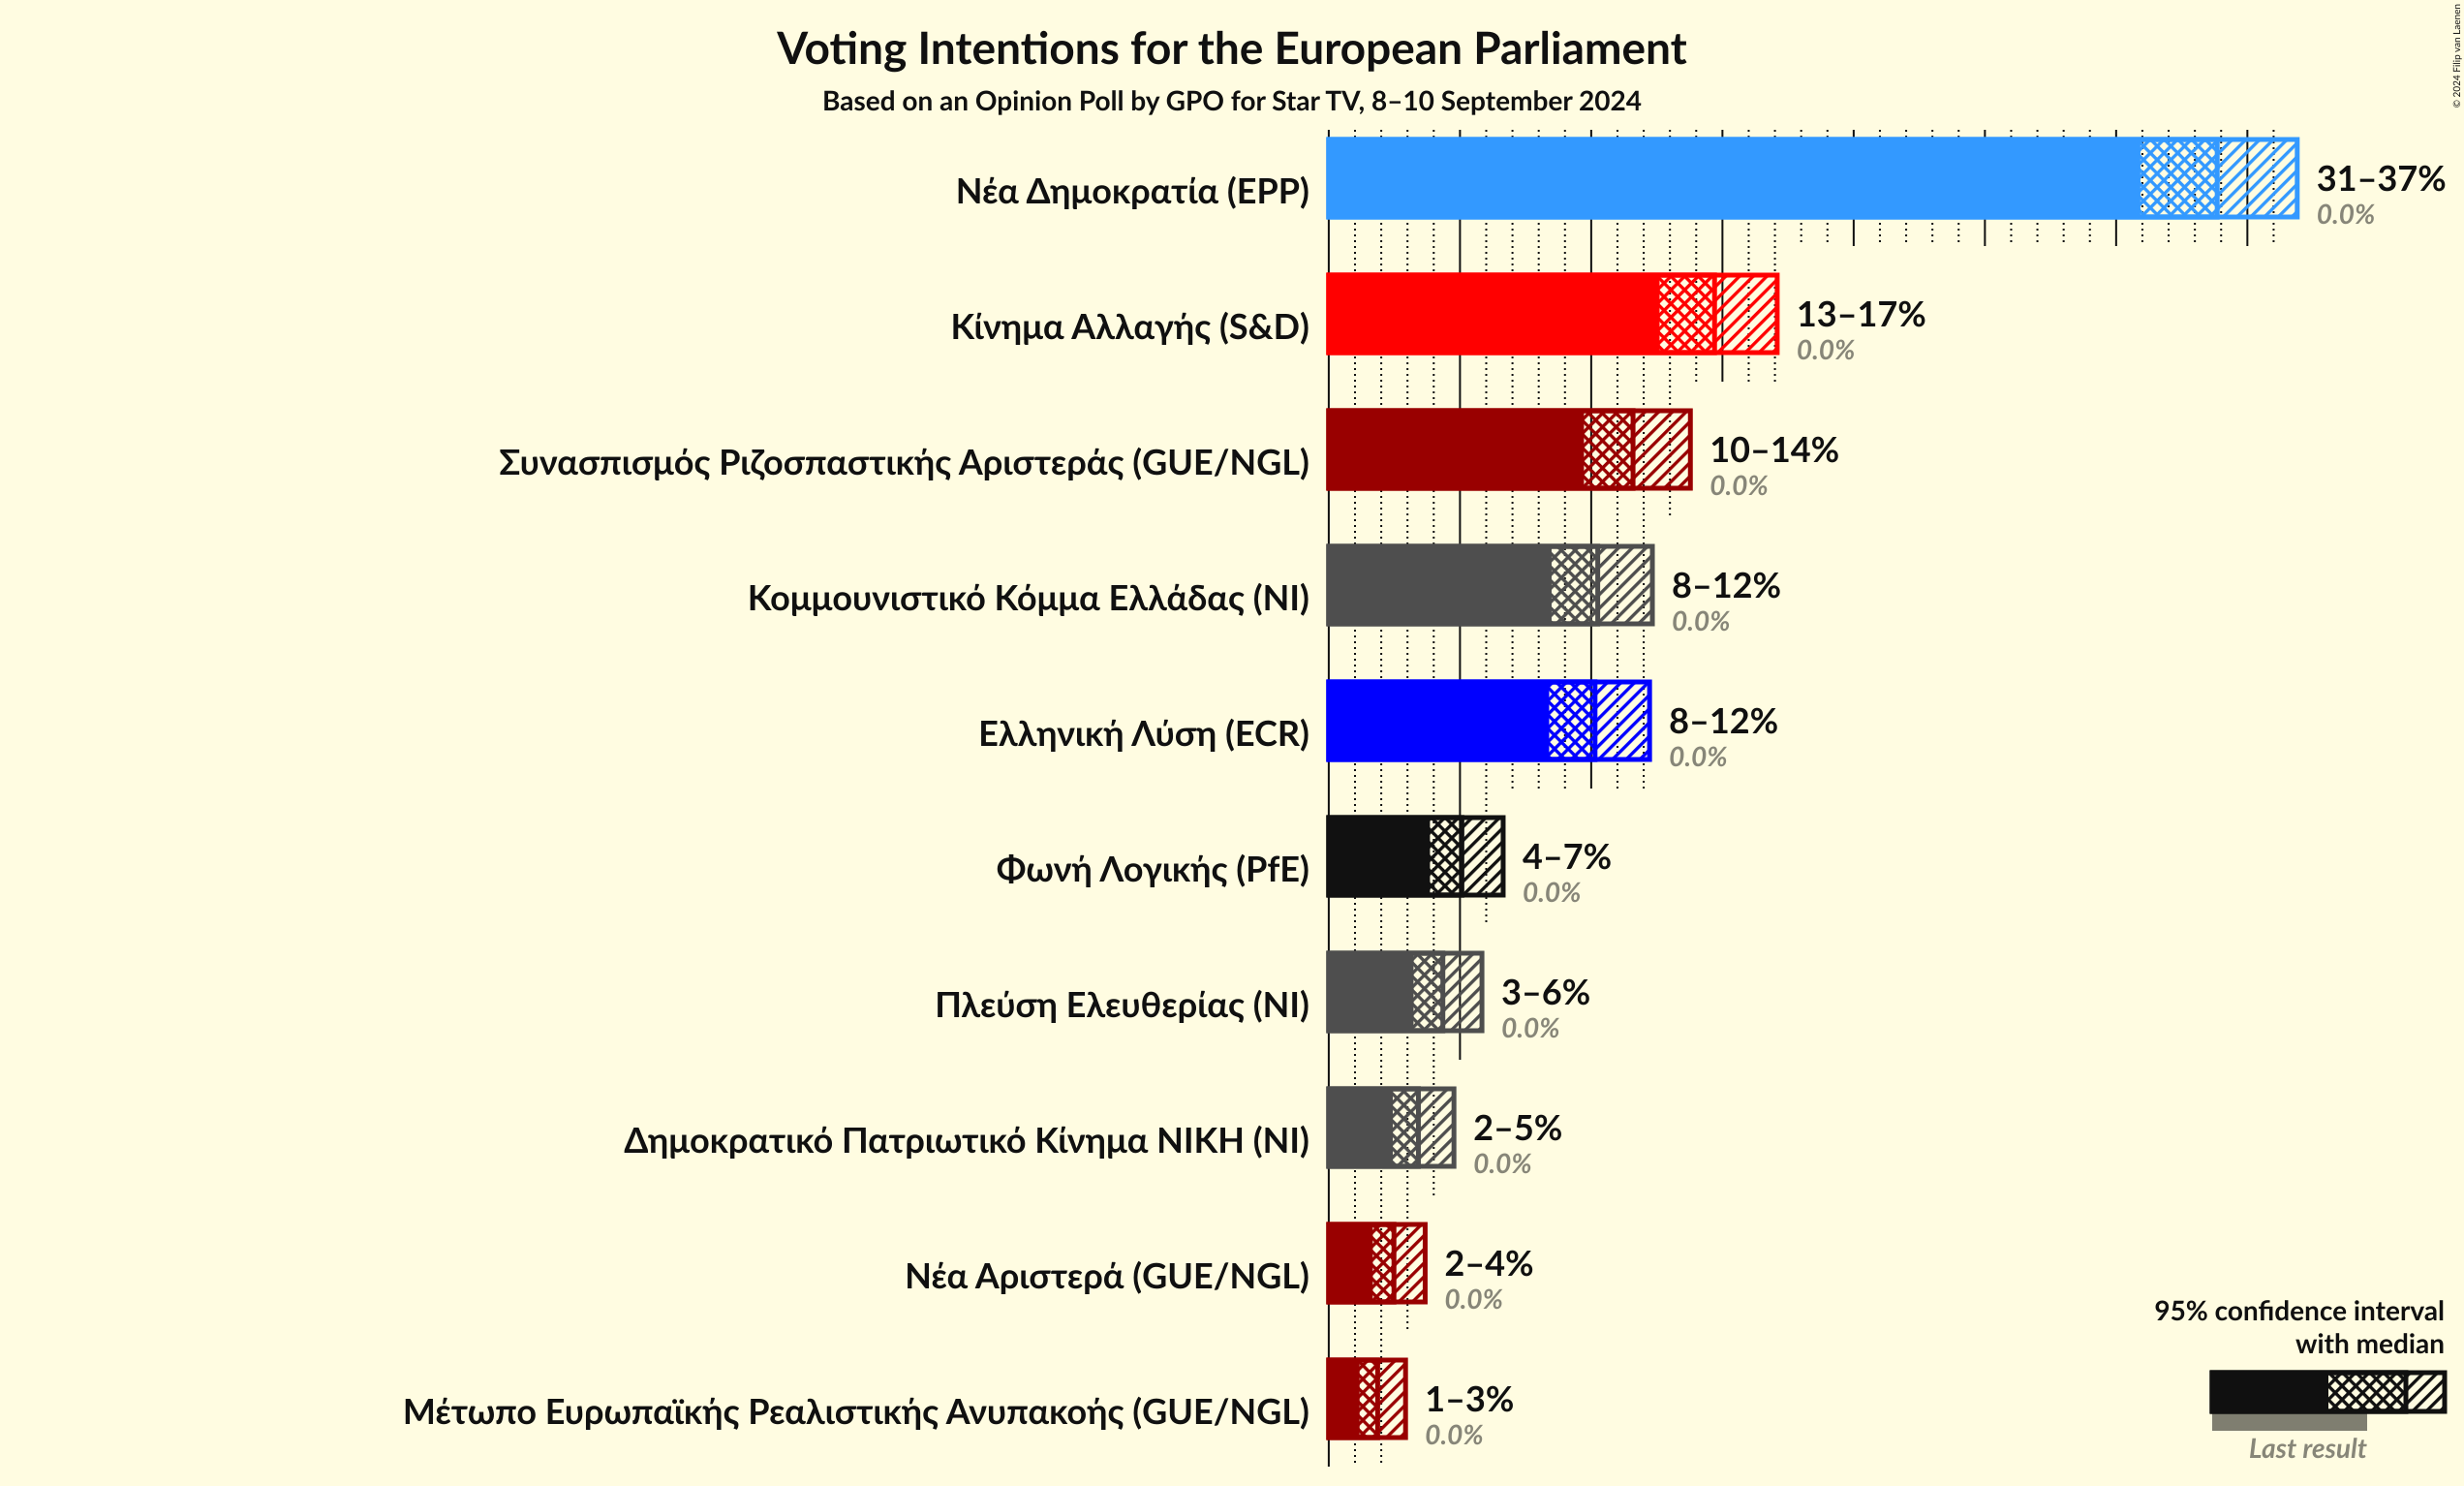 Voting Intentions for the European Parliament
Based on an Opinion Poll by GPO for Star TV, 8–10 September 2024
© 2024 Filip van Laenen
Νέα Δημοκρατία (EPP)
31–37%
0.0%
Κίνημα Αλλαγής (S&D)
13–17%
0.0%
Συνασπισμός Ριζοσπαστικής Αριστεράς (GUE/NGL)
10–14%
0.0%
Κομμουνιστικό Κόμμα Ελλάδας (NI)
8–12%
0.0%
Ελληνική Λύση (ECR)
8–12%
0.0%
Φωνή Λογικής (PfE)
4–7%
0.0%
Πλεύση Ελευθερίας (NI)
3–6%
0.0%
Δημοκρατικό Πατριωτικό Κίνημα ΝΙΚΗ (NI)
2–5%
0.0%
Νέα Αριστερά (GUE/NGL)
2–4%
0.0%
Μέτωπο Ευρωπαϊκής Ρεαλιστικής Ανυπακοής (GUE/NGL)
1–3%
0.0%
95% confidence interval
with median
Last result